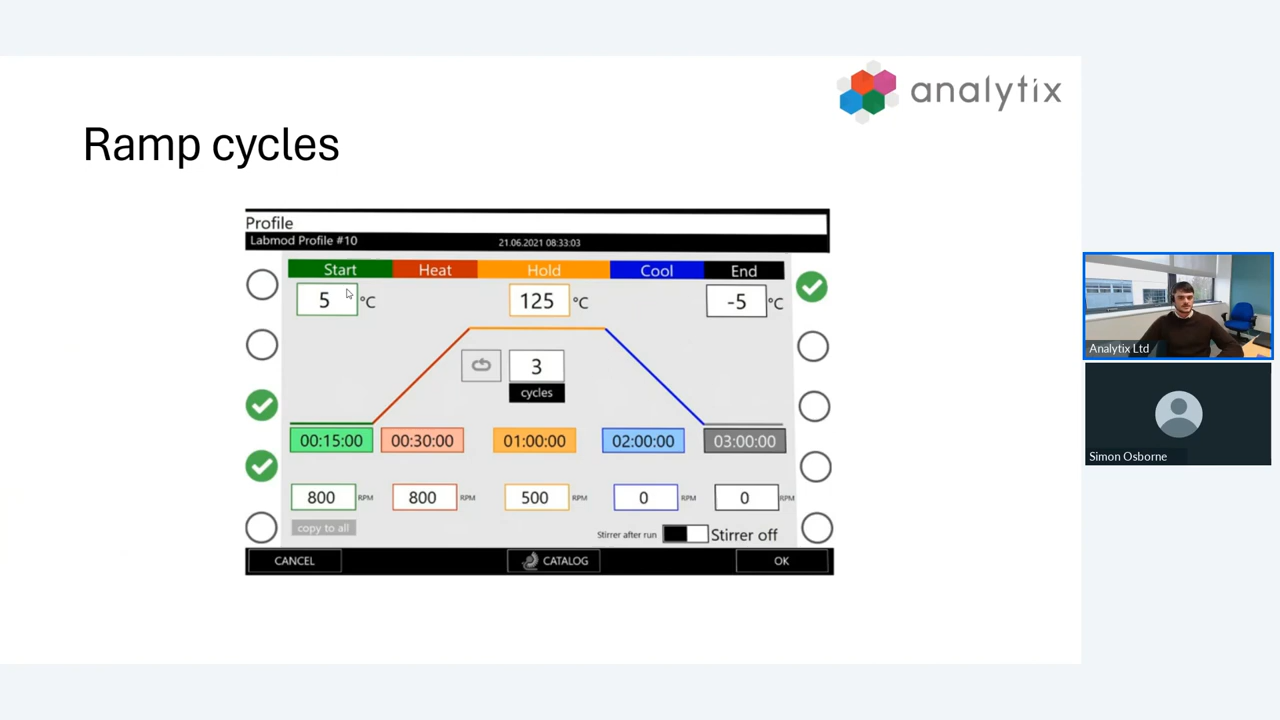 analytix
Ramp cycles
Profile
Labmod Profile #10 21.06.2021 08:33:03
Start Heat Hold Cool End
5 °C 125 °C -5 °C
3
cycles
00:15:00 00:30:00 01:00:00 02:00:00 03:00:00
800 RPM 800 RPM 500 RPM 0 RPM 0 RPM
copy to all
Stirrer after run Stirrer off
CANCEL CATALOG OK
Analytix Ltd
Simon Osborne